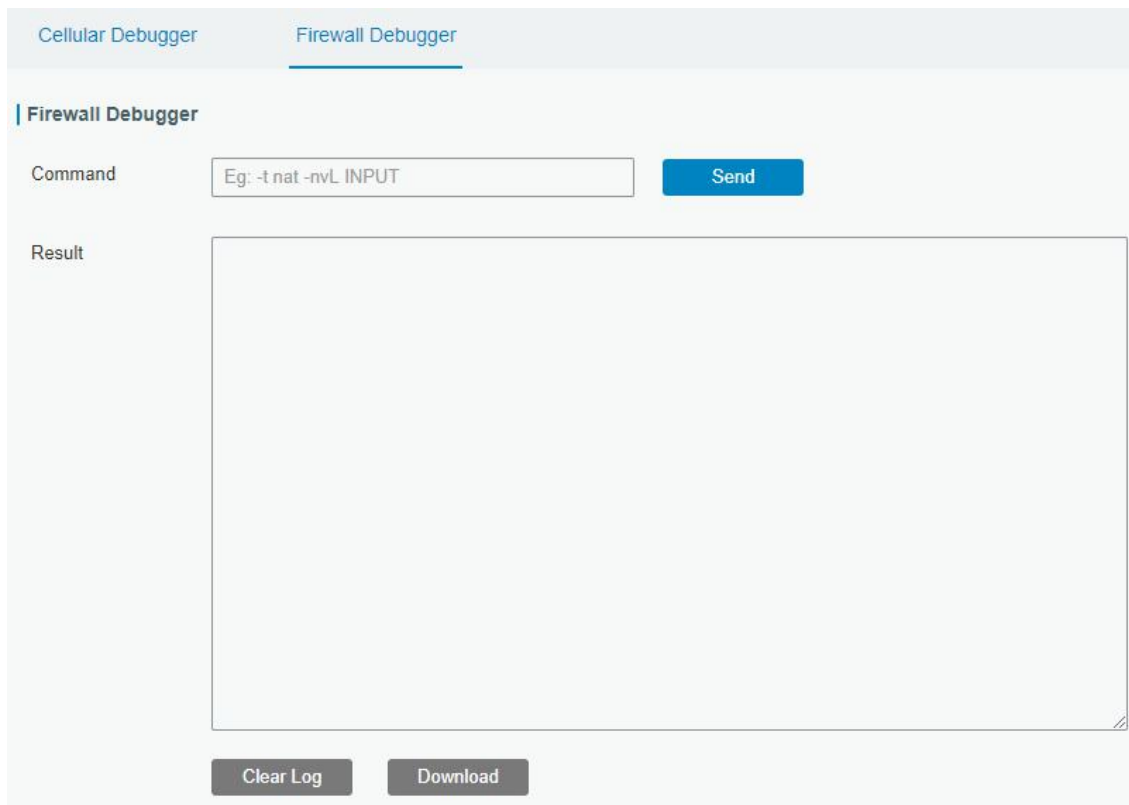 Cellular Debugger Firewall Debugger
Firewall Debugger
Command Eg: -t nat -nvL INPUT Send
Result
Clear Log Download